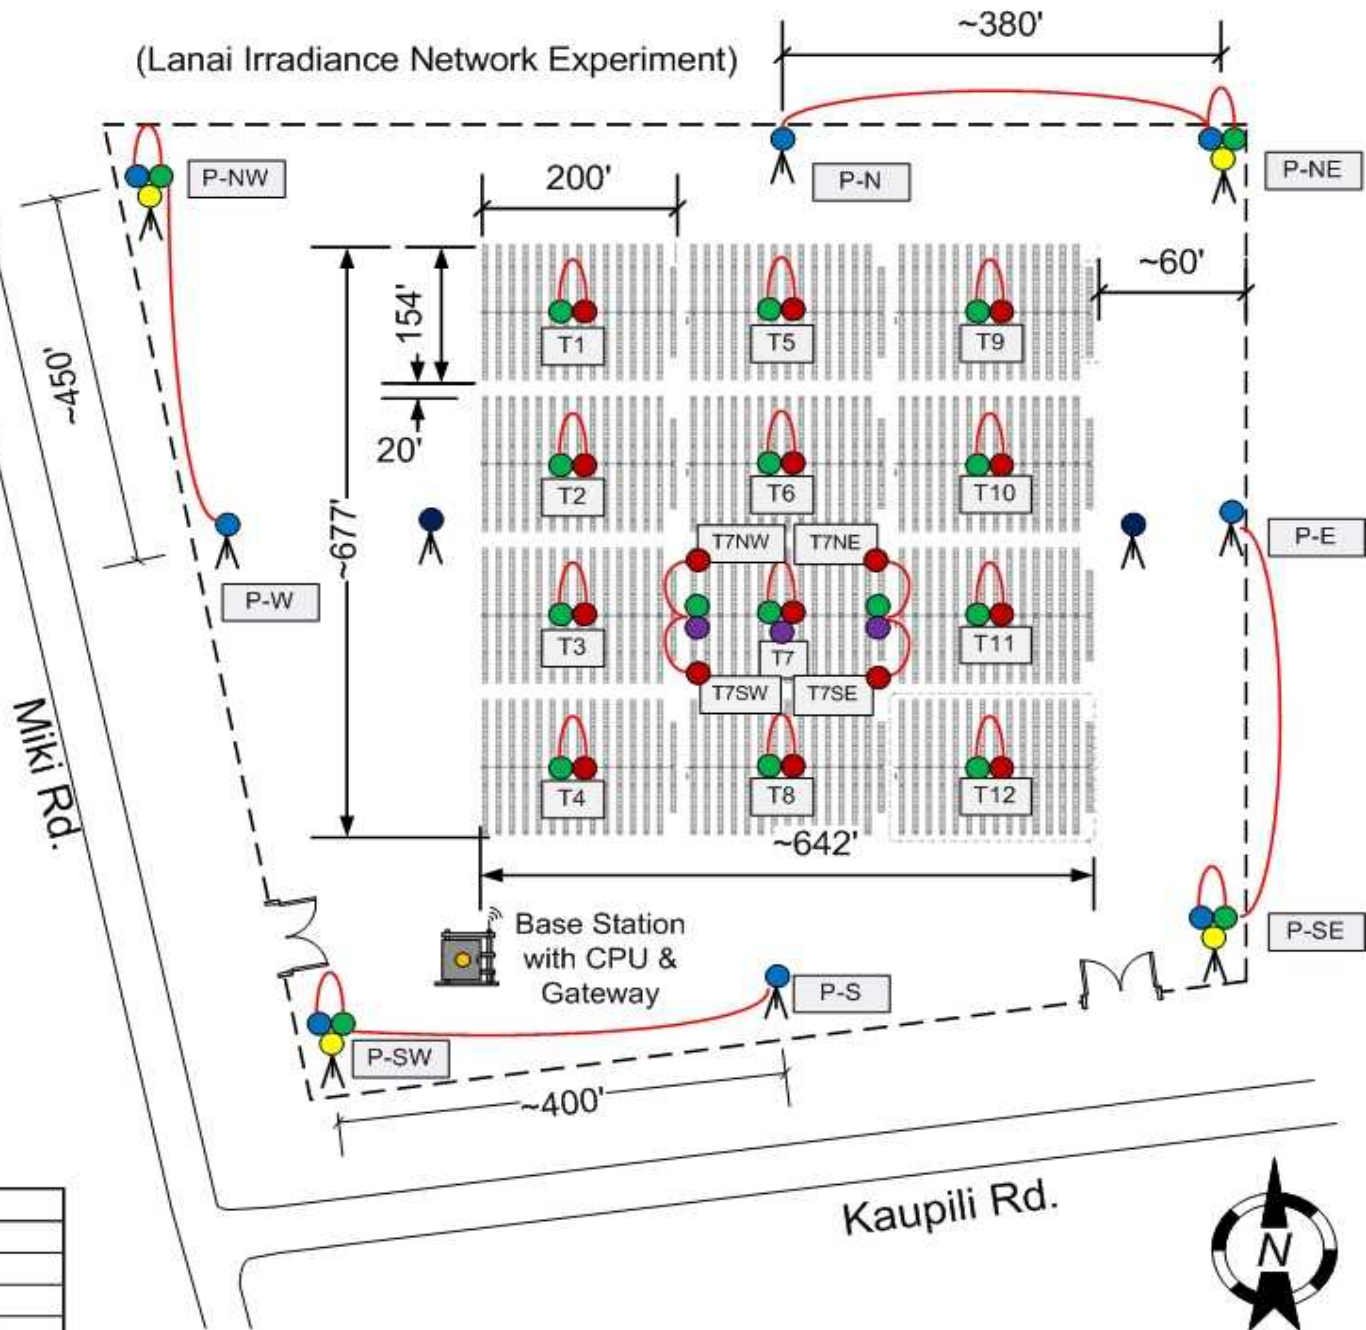 (Lanai Irradiance Network Experiment)
~380'
P-NW
P-N
P-NE
200'
~60'
154'
~450'
T1
T5
T9
20'
T2
T6
T10
~677'
T7NW
T7NE
P-W
P-E
T3
T7
T11
T7SW
T7SE
Miki Rd.
T4
T8
T12
~642'
Base Station
with CPU &
Gateway
P-SE
P-S
P-SW
~400'
Kaupili Rd.
N